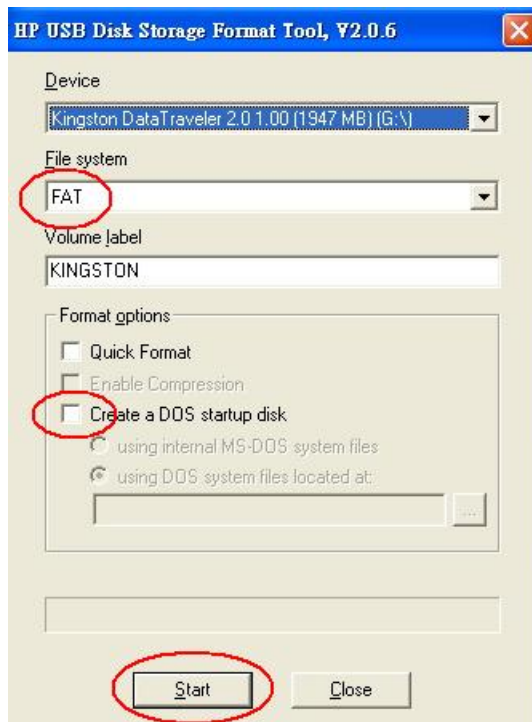 HP USB Disk Storage Format Tool, V2.0.6
Device
Kingston DataTraveler 2.0 1.00 (1947 MB) (G:\)
File system
FAT
Volume label
KINGSTON
Format options
Quick Format
Enable Compression
Create a DOS startup disk
using internal MS-DOS system files
using DOS system files located at:
...
Start
Close